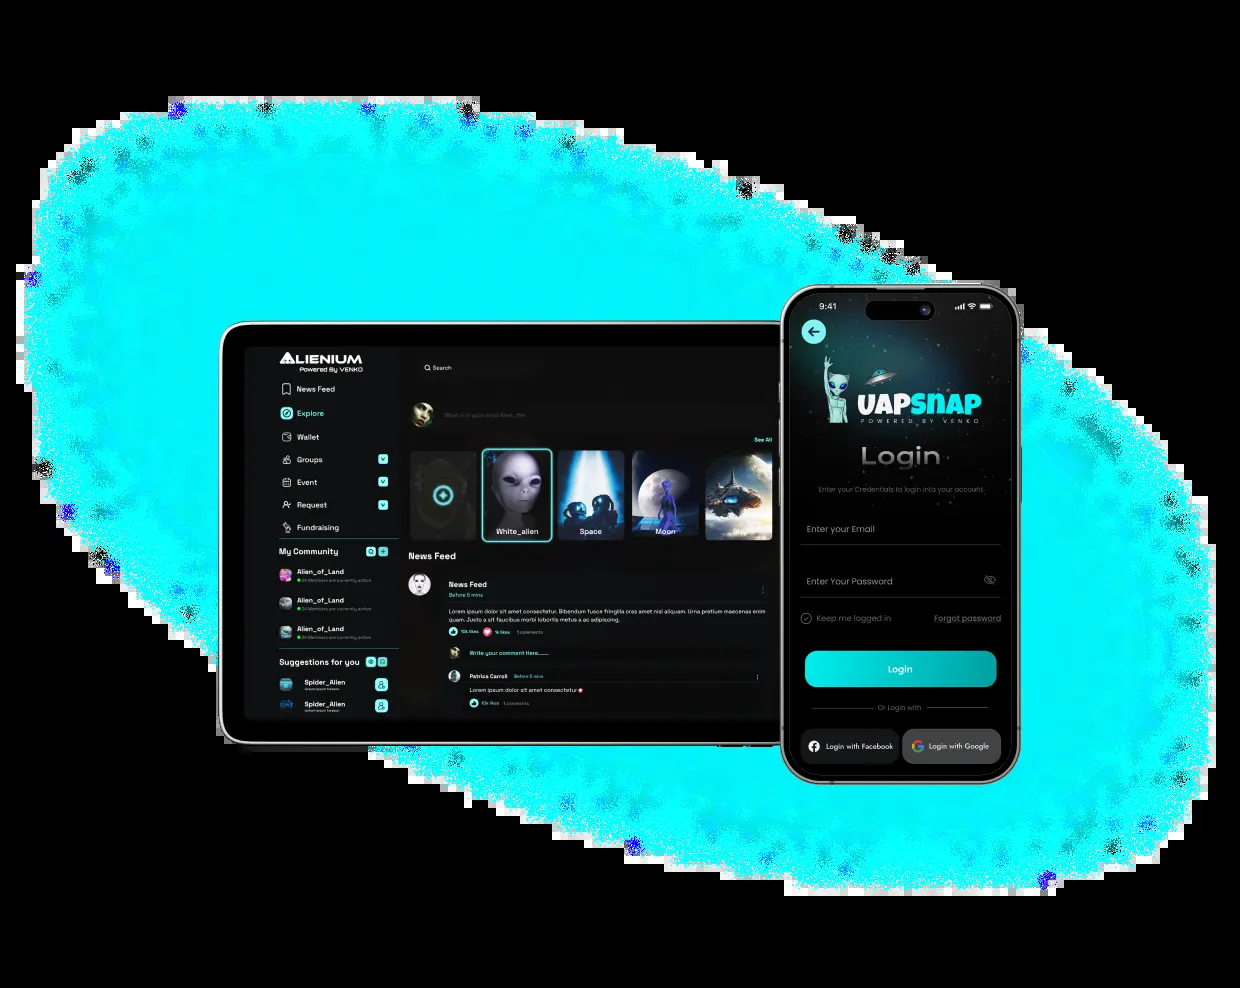 ALIENIUM
Powered By VENKO
News Feed
Explore
Wallet
Groups
Event
Request
Fundraising
My Community
Alien_of_Land
24 Members are currently active
Alien_of_Land
24 Members are currently active
Alien_of_Land
24 Members are currently active
Suggestions for you
Spider_Alien
Spider_Alien
Search
See All
White_alien
Space
Moon
News Feed
News Feed
Before 5 mins
Lorem ipsum dolor sit amet consectetur. Bibendum fusce fringilla cras amet nisl aliquam. Urna pretium maecenas enim
quam. Justo a sit faucibus morbi lobortis metus a ac adipiscing.
10k likes 1k likes 1 comments
Write your comment Here.......
Patrica Carroll Before 5 mins
Lorem ipsum dolor sit amet consectetur
10k likes 1 comments
9:41
UAPSNAP
POWERED BY VENKO
Login
Enter your Credentials to login into your account
Enter your Email
Enter Your Password
Keep me logged in Forgot password
Login
Or Login with
Login with Facebook Login with Google